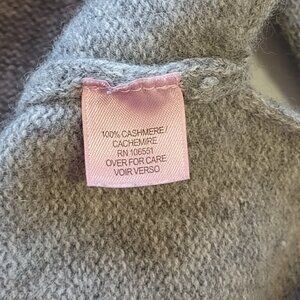 100% CASHMERE /
CACHEMIRE
RN 106551
OVER FOR CARE
VOIR VERSO